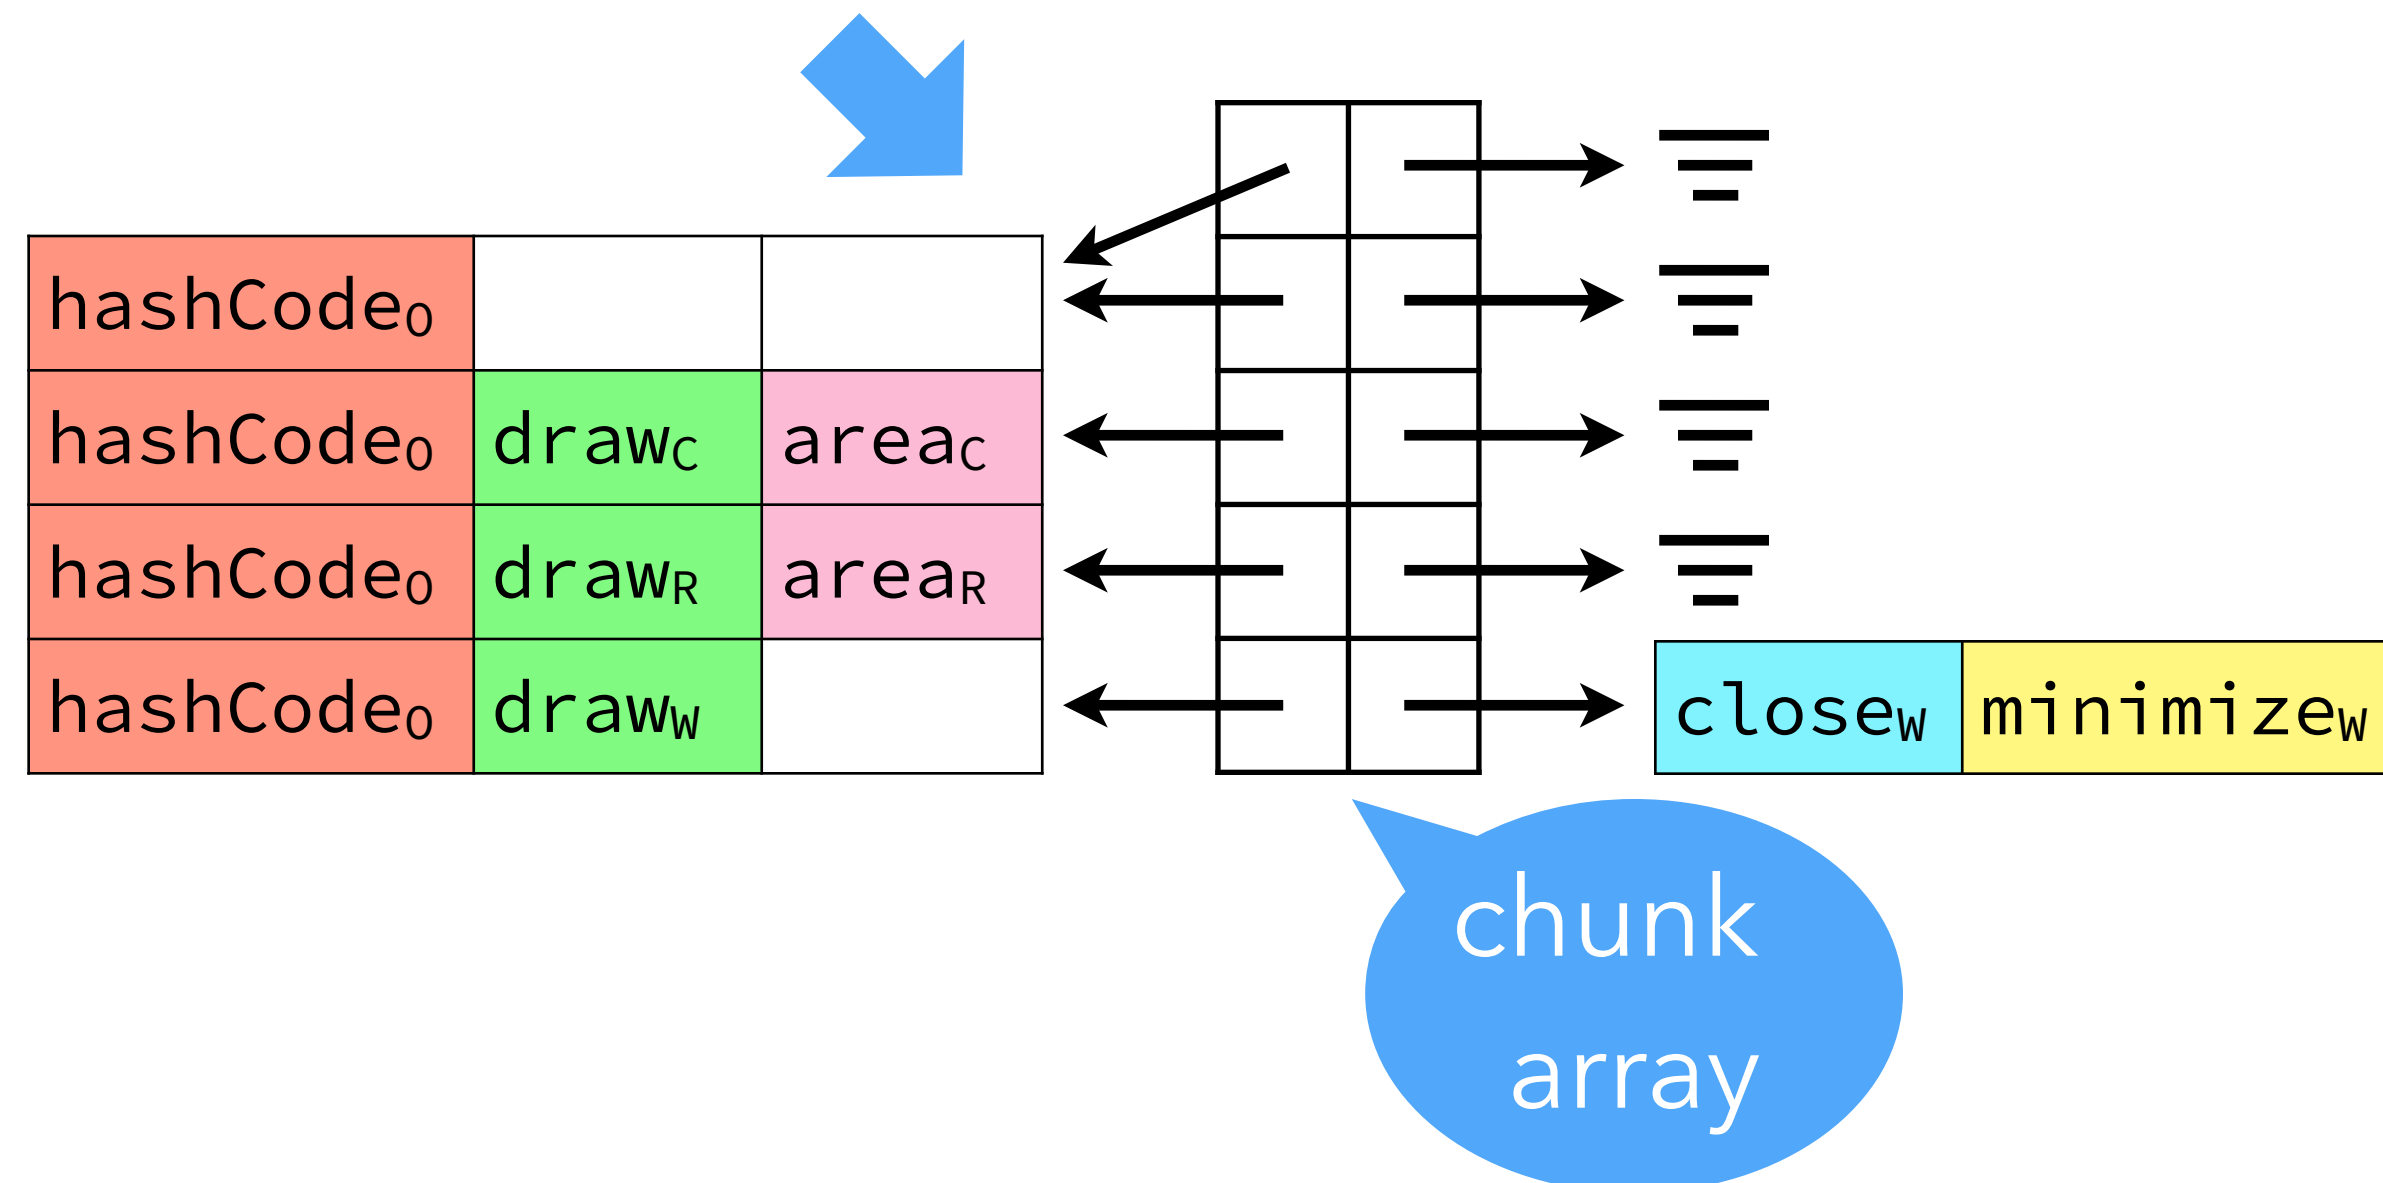 hashCodeO
hashCodeO drawC areaC
hashCodeO drawR areaR
hashCodeO drawW closeW minimizeW
chunk
array